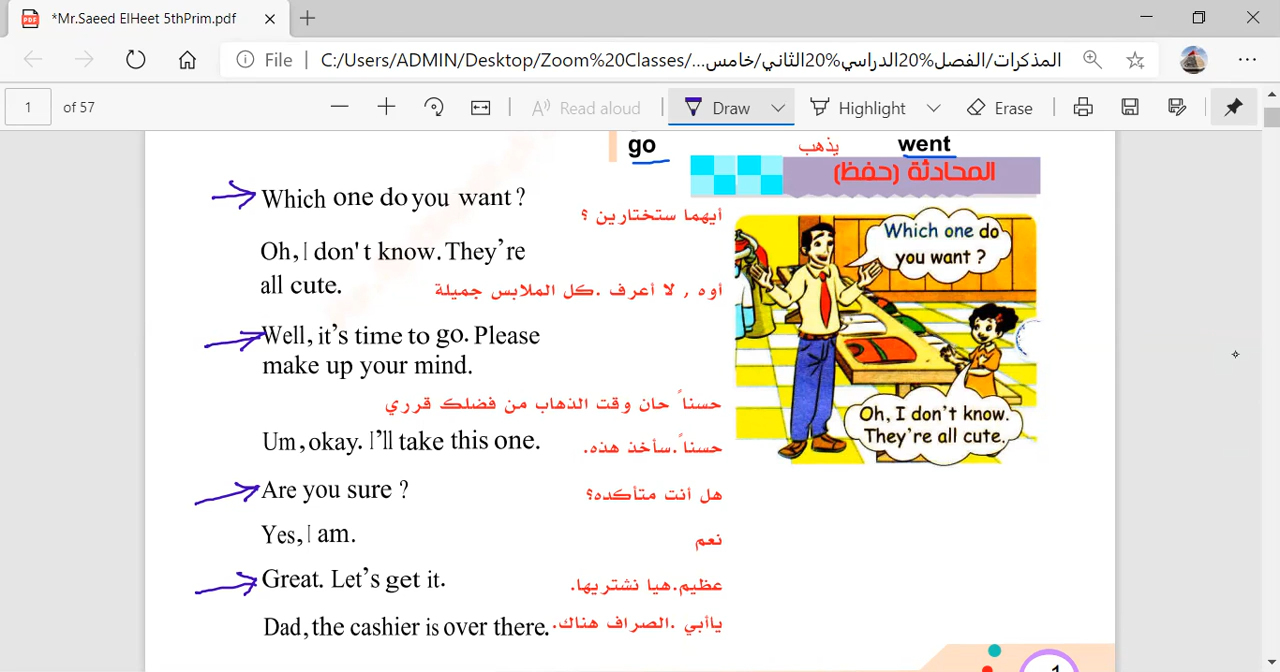 *Mr.Saeed ElHeet 5thPrim.pdf
File | C:/Users/ADMIN/Desktop/Zoom%20Classes/...المذكرات/الفصل%20الدراسي%20الثاني/خامس
1 of 57
Read aloud
Draw
Highlight
Erase
go يذهب went
المحادثة (حفظ)
Which one do you want?
أيهما ستختارين ؟
Oh, I don't know. They're
all cute.
أوه , لا أعرف .كل الملابس جميلة
Well, it's time to go. Please
make up your mind.
حسناً حان وقت الذهاب من فضلك قرري
Um, okay. I'll take this one.
حسناً.سأخذ هذه.
Are you sure ?
هل أنت متأكده؟
Yes, I am.
نعم
Great. Let's get it.
عظيم.هيا نشتريها.
Dad, the cashier is over there.
ياأبي .الصراف هناك.
Which one do
you want ?
Oh, I don't know.
They're all cute.
1